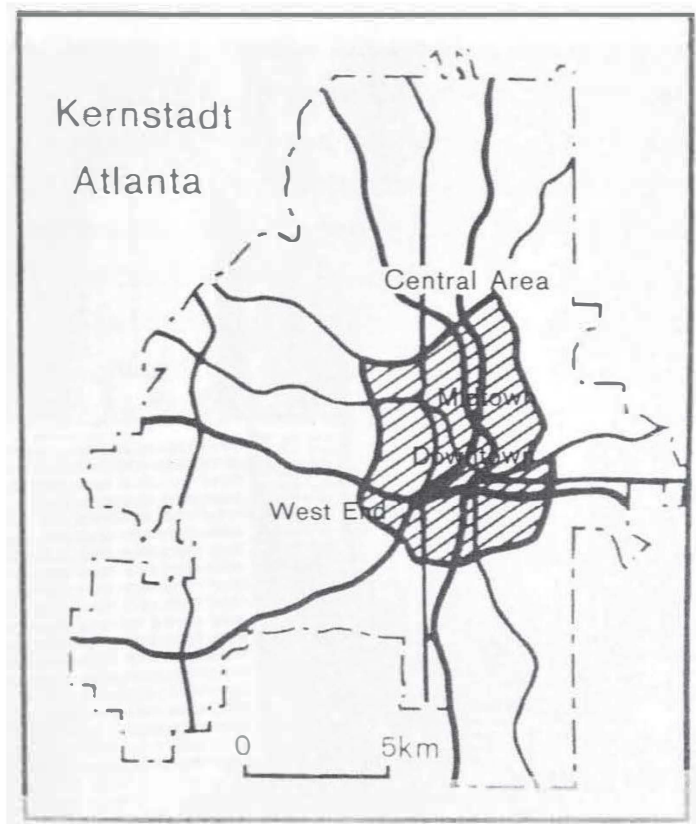 Kernstadt
Atlanta
Central Area
Midtown
Downtown
West End
0 5km